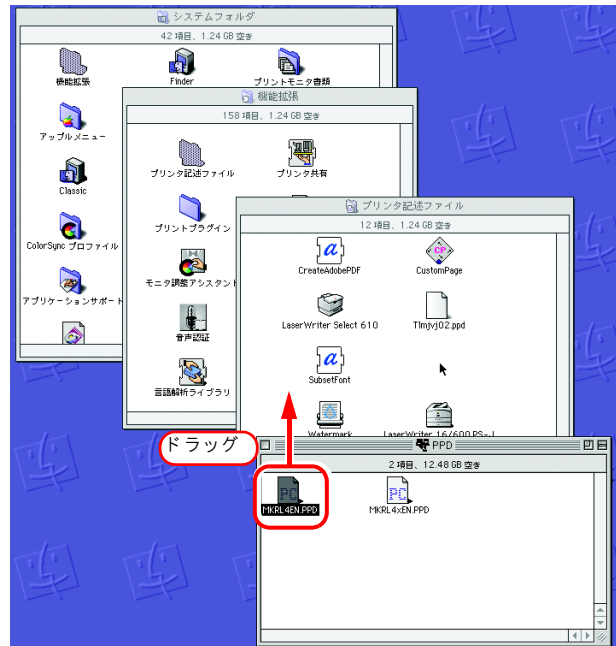 システムフォルダ
42 項目、1.24 GB 空き
機能拡張
Finder
プリントモニタ書類
アップルメニュー
Classic
ColorSync プロファイル
アプリケーションサポート
機能拡張
158 項目、1.24 GB 空き
プリンタ記述ファイル
プリンタ共有
プリントプラグイン
モニタ調整アシスタント
音声認証
言語解析ライブラリ
プリンタ記述ファイル
12 項目、1.24 GB 空き
CreateAdobePDF
CustomPage
LaserWriter Select 610
TImjvj02.ppd
SubsetFont
Watermark
LaserWriter 16/600 PS-J
ドラッグ
PPD
2 項目、12.48 GB 空き
MKRL4EN.PPD
MKRL4xEN.PPD